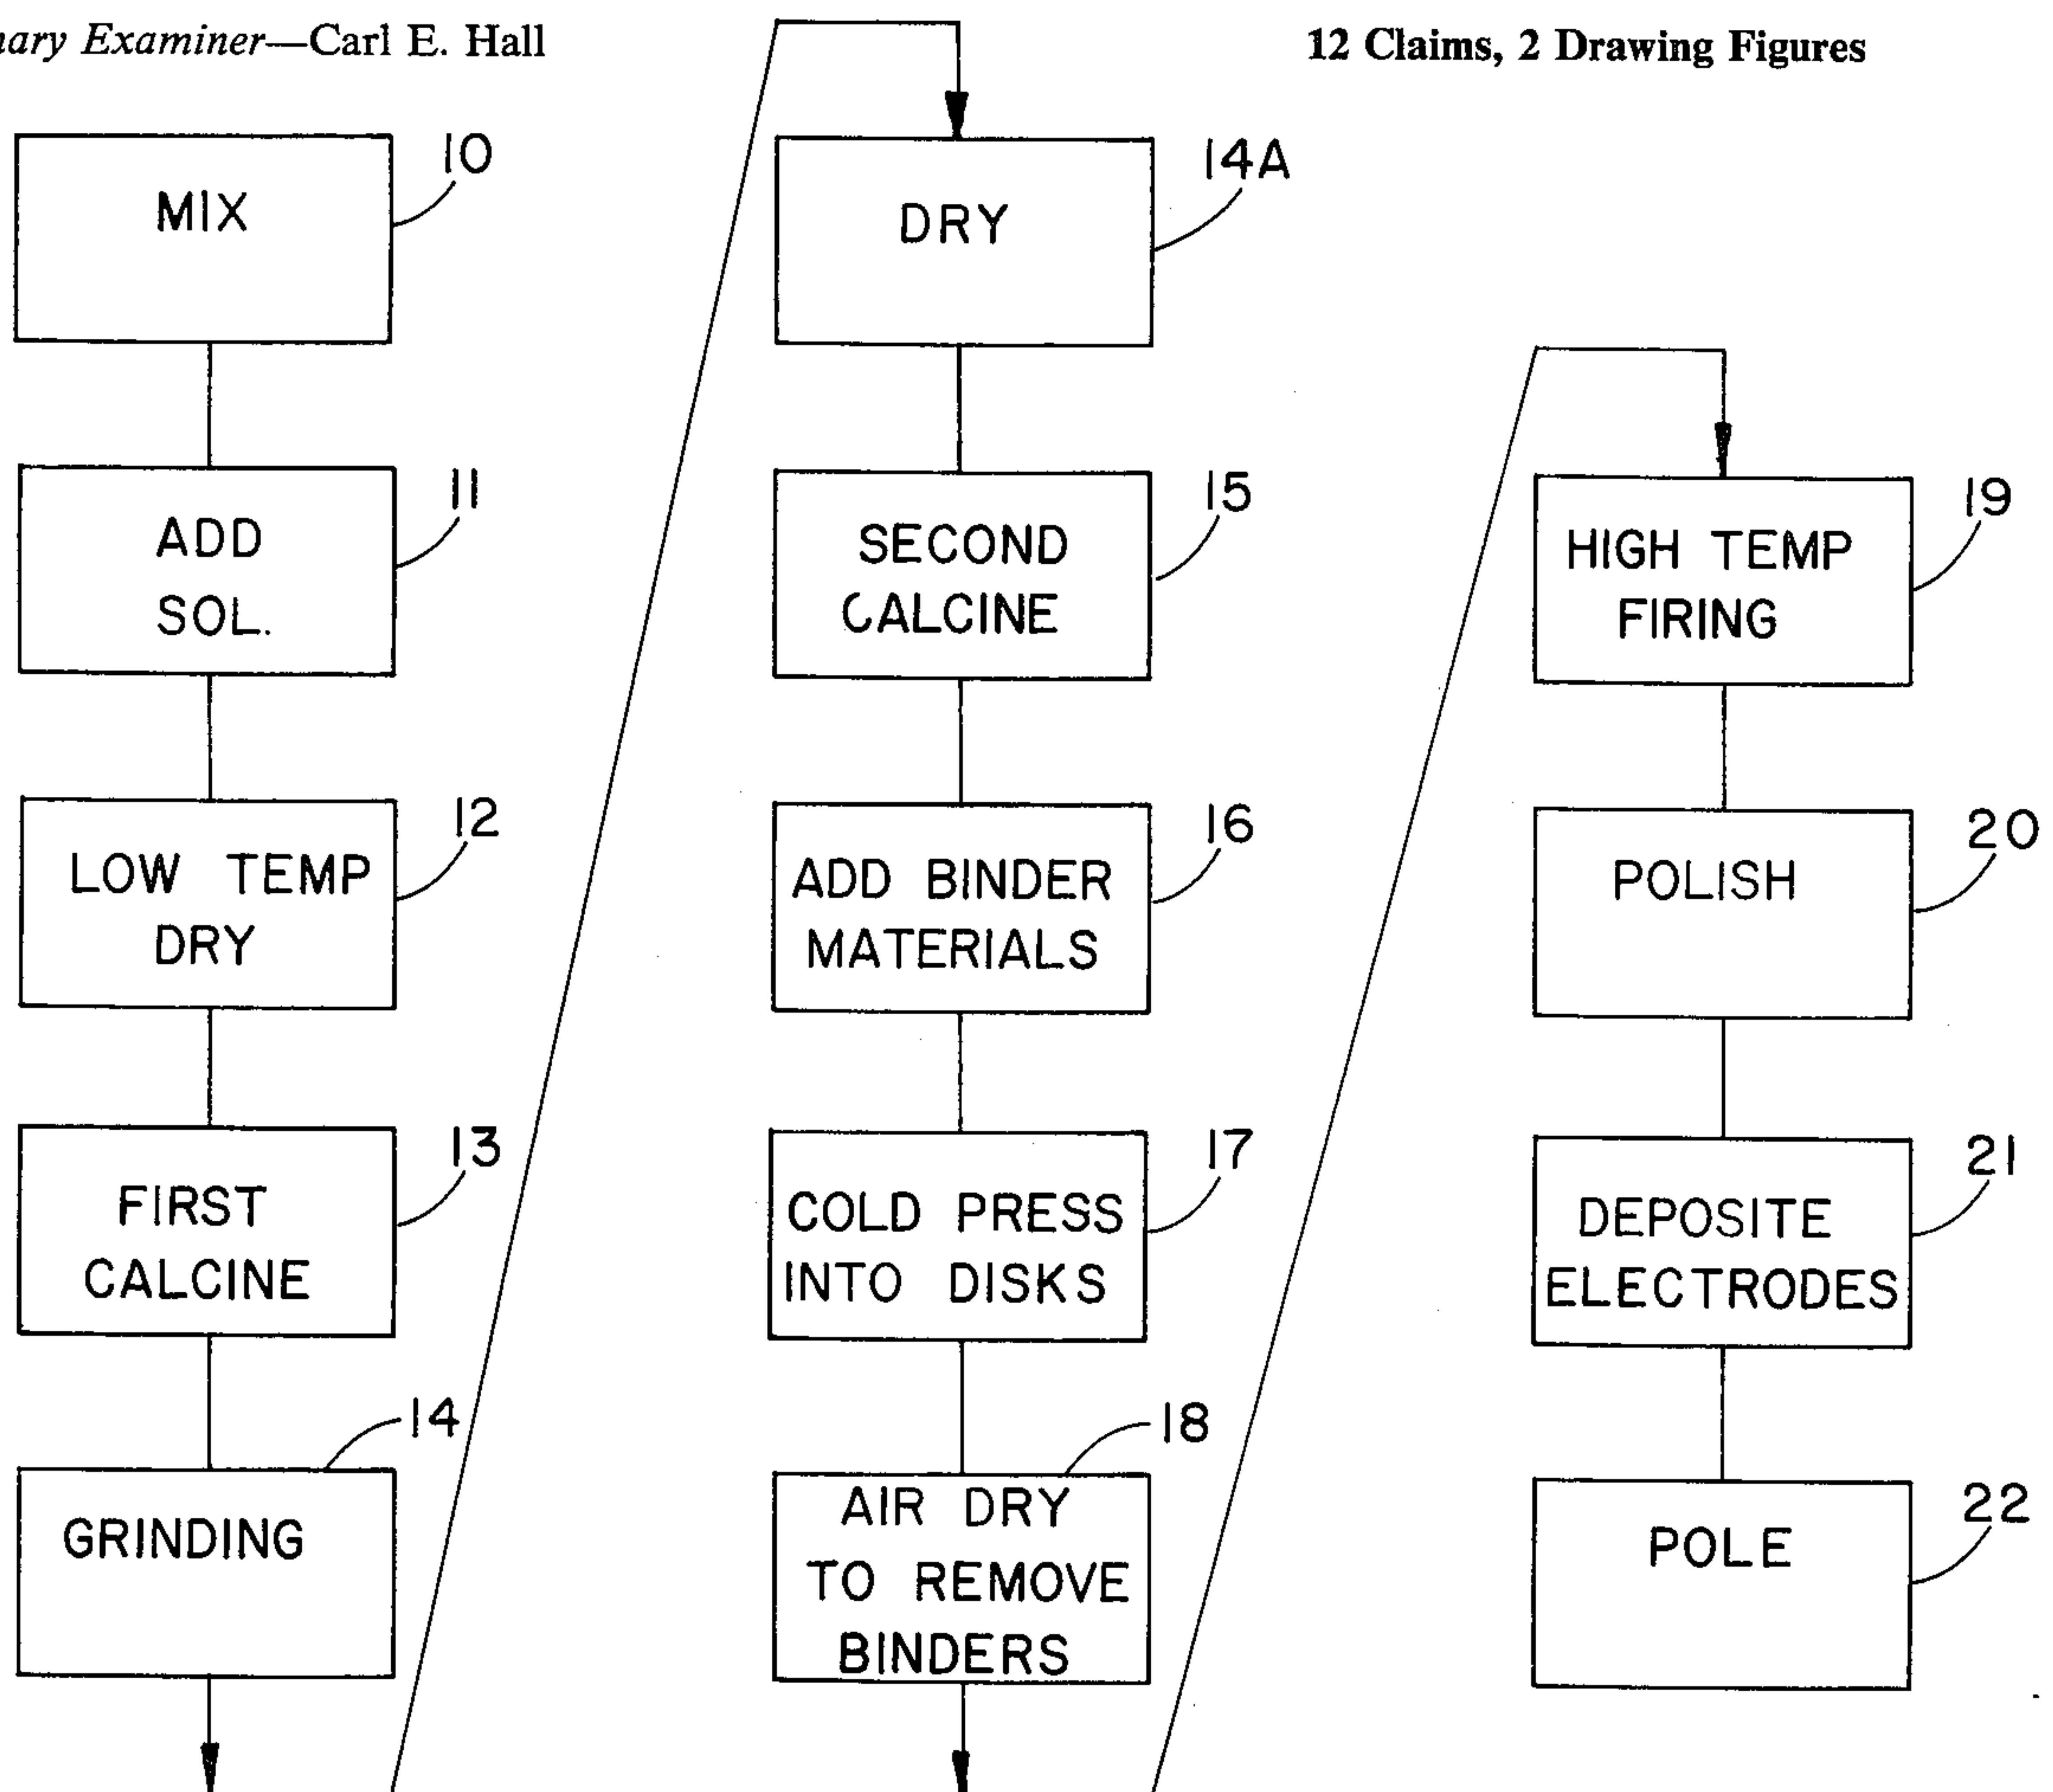 Examiner—Carl E. Hall
12 Claims, 2 Drawing Figures
MIX
10
ADD
SOL.
11
LOW TEMP
DRY
12
FIRST
CALCINE
13
GRINDING
14
DRY
14A
SECOND
CALCINE
15
ADD BINDER
MATERIALS
16
COLD PRESS
INTO DISKS
17
AIR DRY
TO REMOVE
BINDERS
18
HIGH TEMP
FIRING
19
POLISH
20
DEPOSITE
ELECTRODES
21
POLE
22